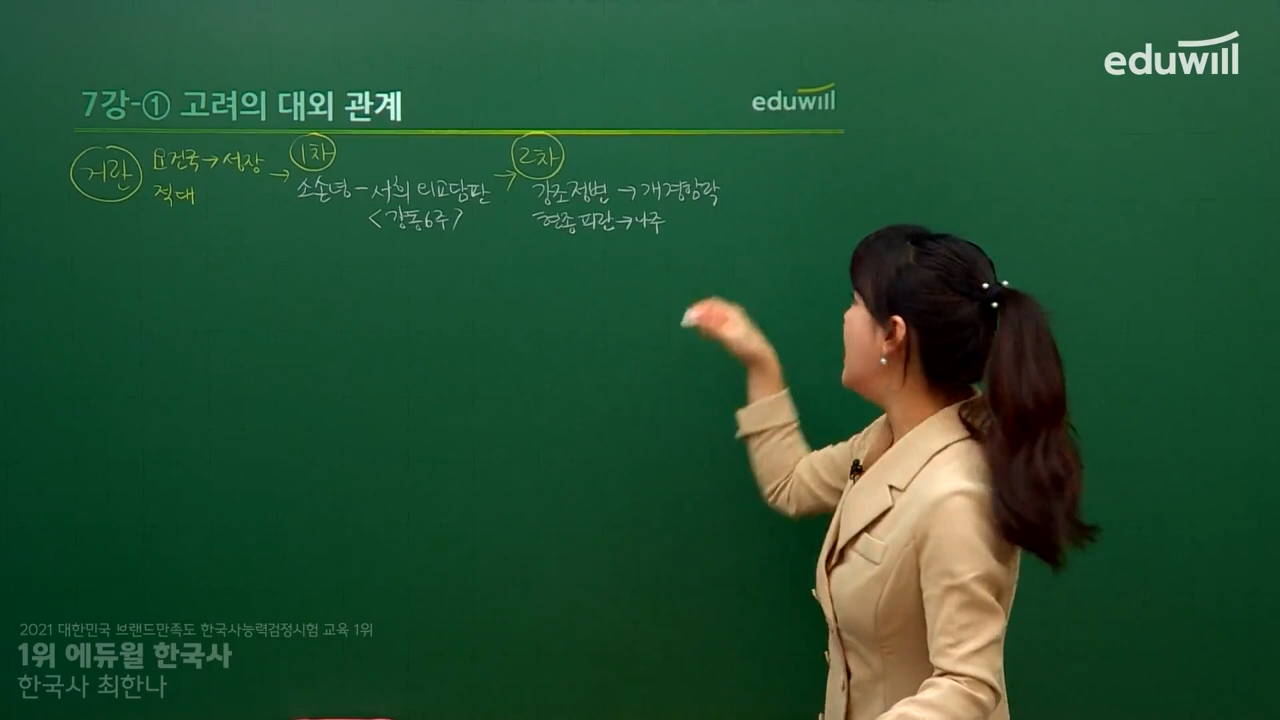 eduwill
7강-① 고려의 대외 관계
eduwill
거란
요건국→성장
적대
→
1차
소손녕-서희 외교담판
<강동6주>
→
2차
강조정변 →개경함락
현종피란→나주
2021 대한민국 브랜드만족도 한국사능력검정시험 교육 1위
1위 에듀윌 한국사
한국사 최한나